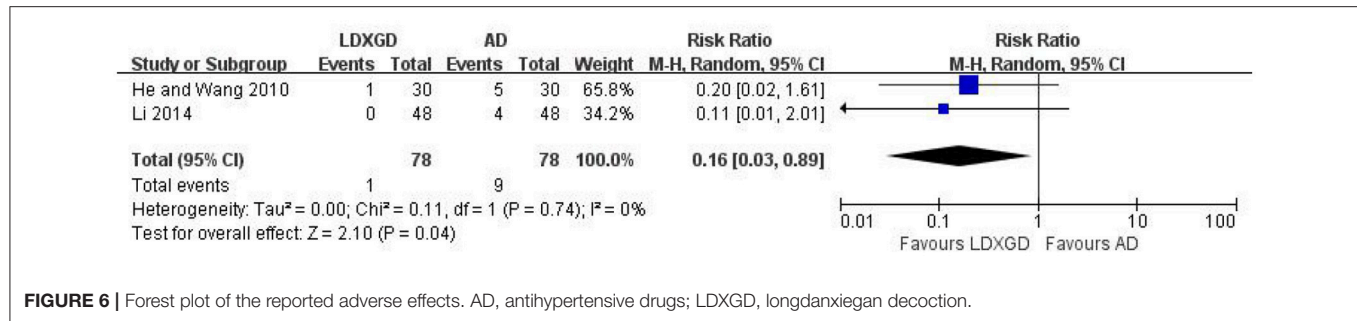 LDXGD AD Risk Ratio Risk Ratio
Study or Subgroup Events Total Events Total Weight M-H, Random, 95% CI M-H, Random, 95% CI
He and Wang 2010 1 30 5 30 65.8% 0.20 [0.02, 1.61]
Li 2014 0 48 4 48 34.2% 0.11 [0.01, 2.01]
Total (95% CI) 78 78 100.0% 0.16 [0.03, 0.89]
Total events 1 9
Heterogeneity: Tau² = 0.00; Chi² = 0.11, df = 1 (P = 0.74); I² = 0%
Test for overall effect: Z = 2.10 (P = 0.04)
0.01 0.1 1 10 100
Favours LDXGD Favours AD
FIGURE 6 | Forest plot of the reported adverse effects. AD, antihypertensive drugs; LDXGD, longdanxiegan decoction.